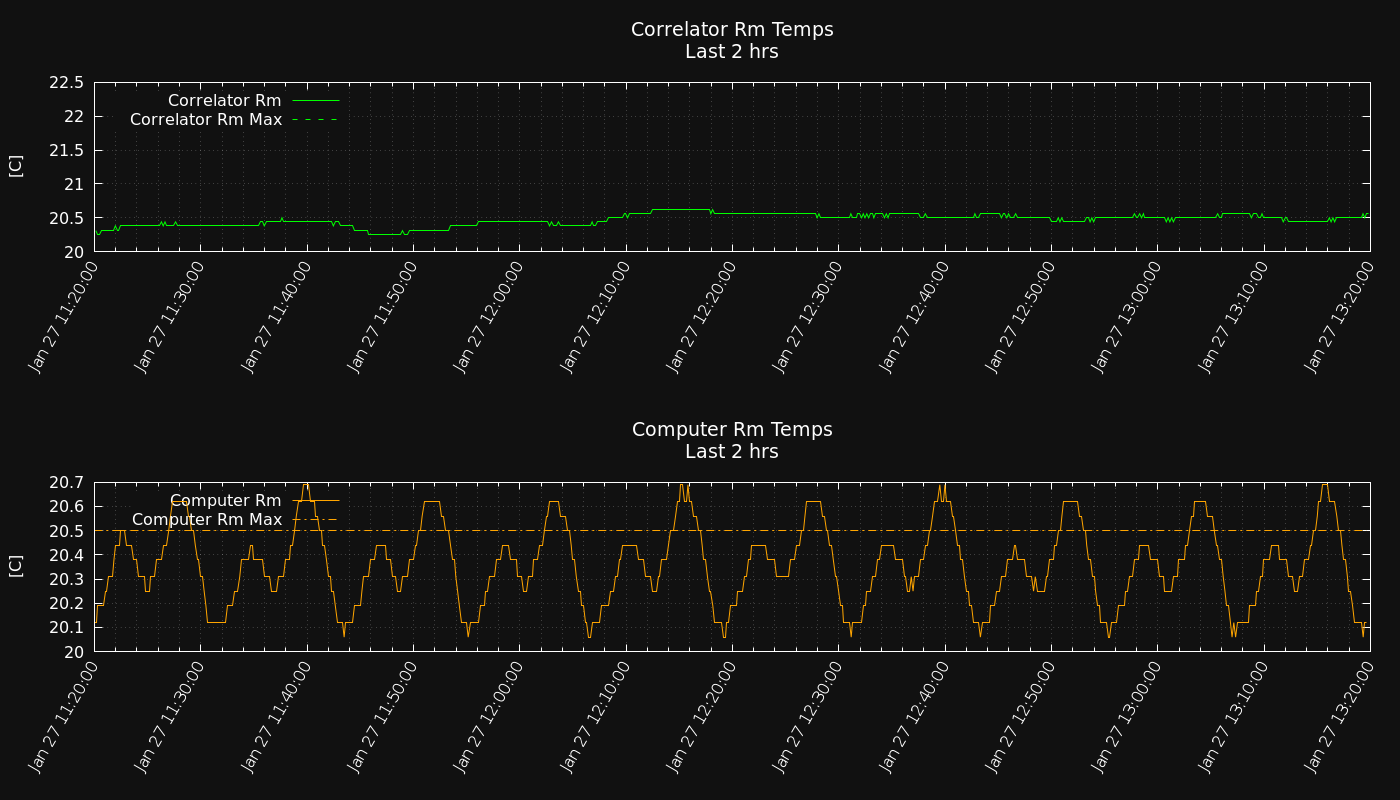 Correlator Rm Temps
Last 2 hrs
22.5
22
21.5
21
20.5
20
[C]
Correlator Rm
Correlator Rm Max
Jan 27 11:20:00
Jan 27 11:30:00
Jan 27 11:40:00
Jan 27 11:50:00
Jan 27 12:00:00
Jan 27 12:10:00
Jan 27 12:20:00
Jan 27 12:30:00
Jan 27 12:40:00
Jan 27 12:50:00
Jan 27 13:00:00
Jan 27 13:10:00
Jan 27 13:20:00
Computer Rm Temps
Last 2 hrs
20.7
20.6
20.5
20.4
20.3
20.2
20.1
20
[C]
Computer Rm
Computer Rm Max
Jan 27 11:20:00
Jan 27 11:30:00
Jan 27 11:40:00
Jan 27 11:50:00
Jan 27 12:00:00
Jan 27 12:10:00
Jan 27 12:20:00
Jan 27 12:30:00
Jan 27 12:40:00
Jan 27 12:50:00
Jan 27 13:00:00
Jan 27 13:10:00
Jan 27 13:20:00